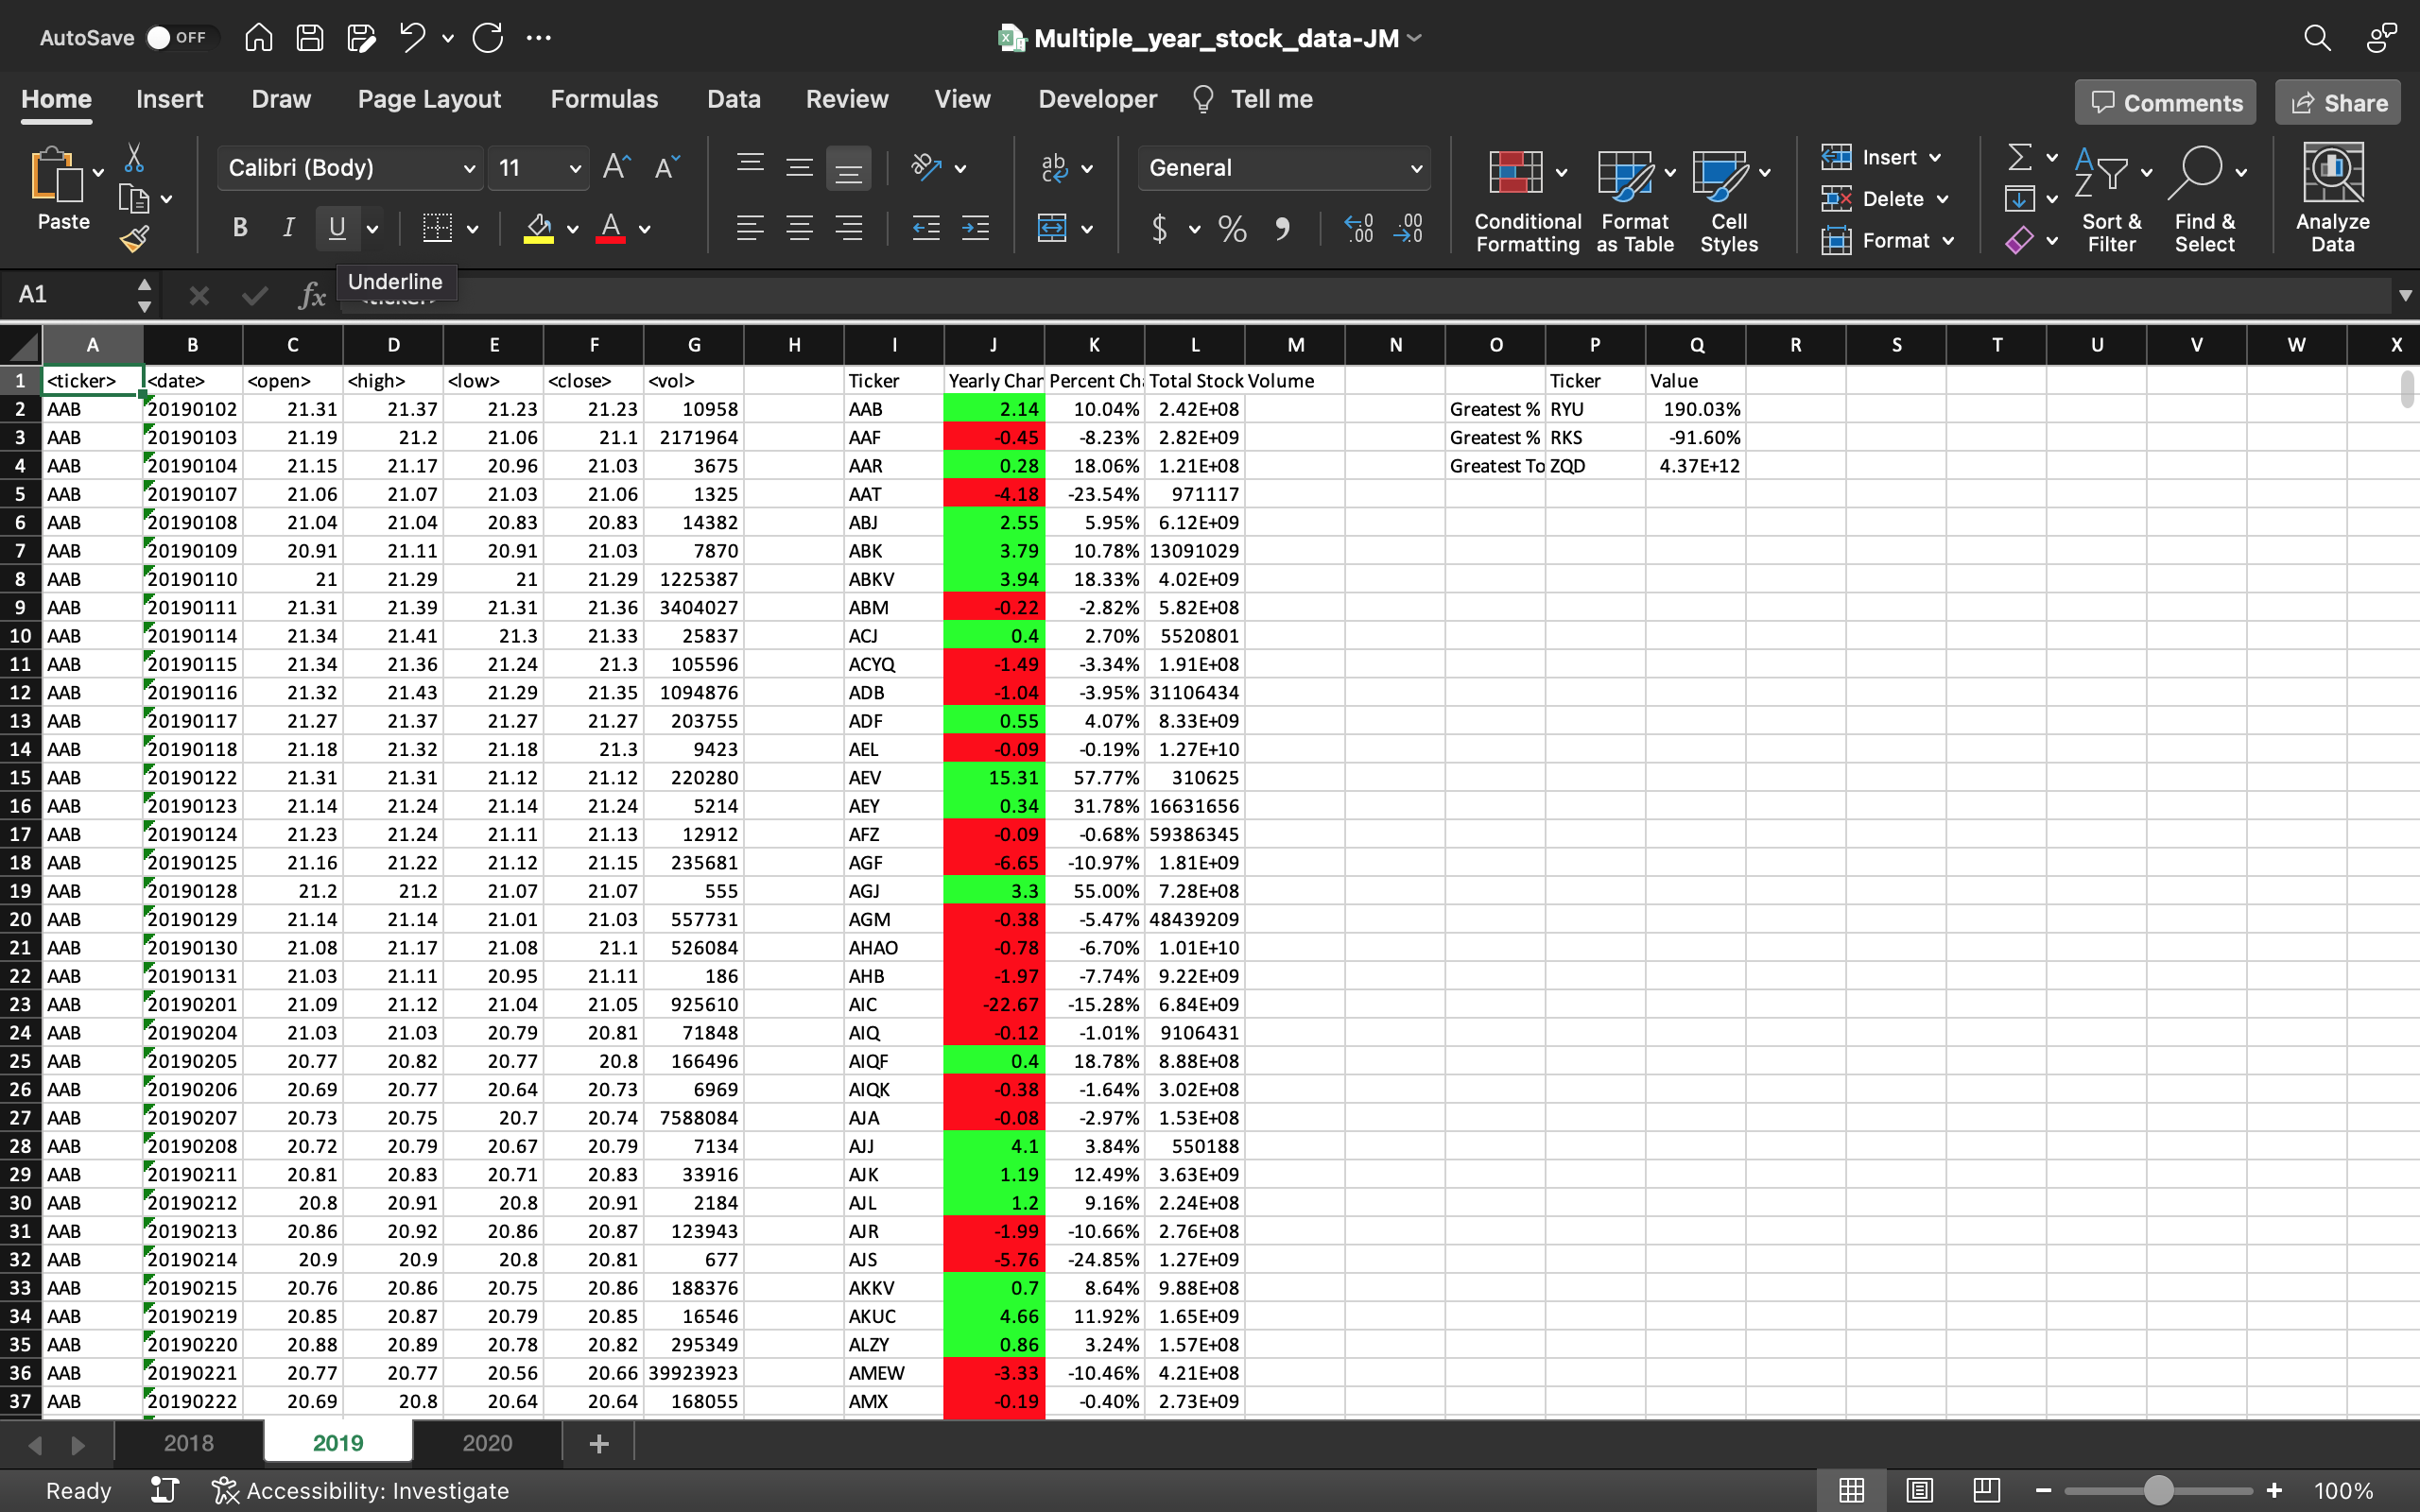 AutoSave OFF Multiple_year_stock_data-JM
Home Insert Draw Page Layout Formulas Data Review View Developer Tell me Comments Share
Paste Calibri (Body) 11 General Conditional Formatting Format as Table Cell Styles Insert Delete Format Sort & Filter Find & Select Analyze Data
A1 fx Underline
A B C D E F G H I J K L M N O P Q R S T U V W X
1 <ticker> <date> <open> <high> <low> <close> <vol> Ticker Yearly Char Percent Ch Total Stock Volume Ticker Value
2 AAB 20190102 21.31 21.37 21.23 21.23 10958 AAB 2.14 10.04% 2.42E+08 Greatest % RYU 190.03%
3 AAB 20190103 21.19 21.2 21.06 21.1 2171964 AAF -0.45 -8.23% 2.82E+09 Greatest % RKS -91.60%
4 AAB 20190104 21.15 21.17 20.96 21.03 3675 AAR 0.28 18.06% 1.21E+08 Greatest To ZQD 4.37E+12
5 AAB 20190107 21.06 21.07 21.03 21.06 1325 AAT -4.18 -23.54% 971117
6 AAB 20190108 21.04 21.04 20.83 20.83 14382 ABJ 2.55 5.95% 6.12E+09
7 AAB 20190109 20.91 21.11 20.91 21.03 7870 ABK 3.79 10.78% 13091029
8 AAB 20190110 21 21.29 21 21.29 1225387 ABKV 3.94 18.33% 4.02E+09
9 AAB 20190111 21.31 21.39 21.31 21.36 3404027 ABM -0.22 -2.82% 5.82E+08
10 AAB 20190114 21.34 21.41 21.3 21.33 25837 ACJ 0.4 2.70% 5520801
11 AAB 20190115 21.34 21.36 21.24 21.3 105596 ACYQ -1.49 -3.34% 1.91E+08
12 AAB 20190116 21.32 21.43 21.29 21.35 1094876 ADB -1.04 -3.95% 31106434
13 AAB 20190117 21.27 21.37 21.27 21.27 203755 ADF 0.55 4.07% 8.33E+09
14 AAB 20190118 21.18 21.32 21.18 21.3 9423 AEL -0.09 -0.19% 1.27E+10
15 AAB 20190122 21.31 21.31 21.12 21.12 220280 AEV 15.31 57.77% 310625
16 AAB 20190123 21.14 21.24 21.14 21.24 5214 AEY 0.34 31.78% 16631656
17 AAB 20190124 21.23 21.24 21.11 21.13 12912 AFZ -0.09 -0.68% 59386345
18 AAB 20190125 21.16 21.22 21.12 21.15 235681 AGF -6.65 -10.97% 1.81E+09
19 AAB 20190128 21.2 21.2 21.07 21.07 555 AGJ 3.3 55.00% 7.28E+08
20 AAB 20190129 21.14 21.14 21.01 21.03 557731 AGM -0.38 -5.47% 48439209
21 AAB 20190130 21.08 21.17 21.08 21.1 526084 AHAO -0.78 -6.70% 1.01E+10
22 AAB 20190131 21.03 21.11 20.95 21.11 186 AHB -1.97 -7.74% 9.22E+09
23 AAB 20190201 21.09 21.12 21.04 21.05 925610 AIC -22.67 -15.28% 6.84E+09
24 AAB 20190204 21.03 21.03 20.79 20.81 71848 AIQ -0.12 -1.01% 9106431
25 AAB 20190205 20.77 20.82 20.77 20.8 166496 AIQF 0.4 18.78% 8.88E+08
26 AAB 20190206 20.69 20.77 20.64 20.73 6969 AIQK -0.38 -1.64% 3.02E+08
27 AAB 20190207 20.73 20.75 20.7 20.74 7588084 AJA -0.08 -2.97% 1.53E+08
28 AAB 20190208 20.72 20.79 20.67 20.79 7134 AJJ 4.1 3.84% 550188
29 AAB 20190211 20.81 20.83 20.71 20.83 33916 AJK 1.19 12.49% 3.63E+09
30 AAB 20190212 20.8 20.91 20.8 20.91 2184 AJL 1.2 9.16% 2.24E+08
31 AAB 20190213 20.86 20.92 20.86 20.87 123943 AJR -1.99 -10.66% 2.76E+08
32 AAB 20190214 20.9 20.9 20.8 20.81 677 AJS -5.76 -24.85% 1.27E+09
33 AAB 20190215 20.76 20.86 20.75 20.86 188376 AKKV 0.7 8.64% 9.88E+08
34 AAB 20190219 20.85 20.87 20.79 20.85 16546 AKUC 4.66 11.92% 1.65E+09
35 AAB 20190220 20.88 20.89 20.78 20.82 295349 ALZY 0.86 3.24% 1.57E+08
36 AAB 20190221 20.77 20.77 20.56 20.66 39923923 AMEW -3.33 -10.46% 4.21E+08
37 AAB 20190222 20.69 20.8 20.64 20.64 168055 AMX -0.19 -0.40% 2.73E+09
2018 2019 2020 +
Ready Accessibility: Investigate 100%